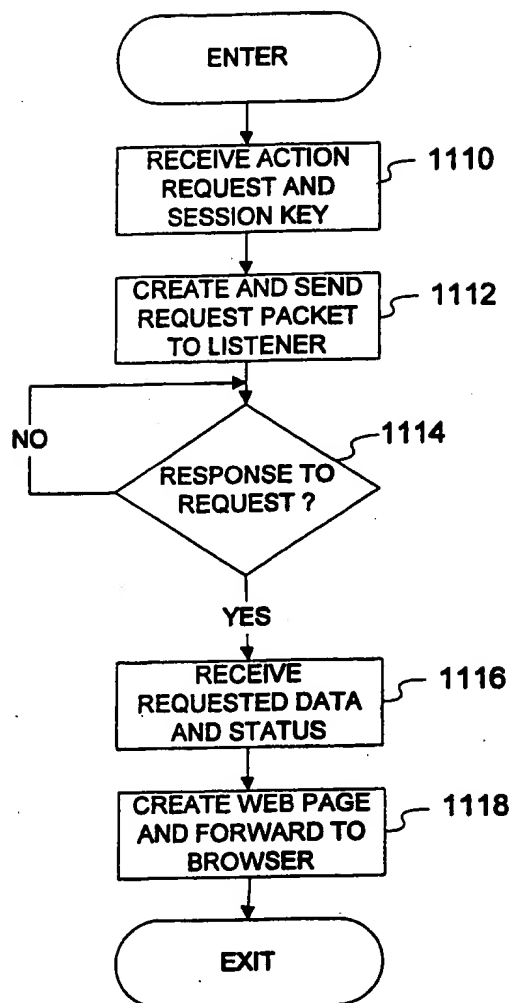 ENTER
RECEIVE ACTION
REQUEST AND
SESSION KEY
1110
CREATE AND SEND
REQUEST PACKET
TO LISTENER
1112
NO
RESPONSE TO
REQUEST ?
1114
YES
RECEIVE
REQUESTED DATA
AND STATUS
1116
CREATE WEB PAGE
AND FORWARD TO
BROWSER
1118
EXIT